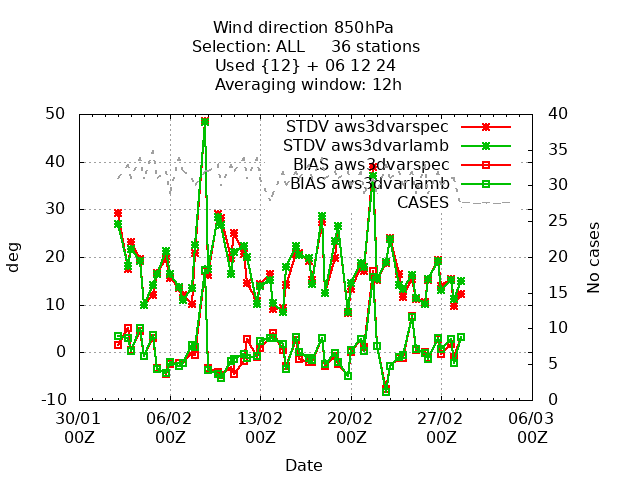 Wind direction 850hPa
Selection: ALL 36 stations
Used {12} + 06 12 24
Averaging window: 12h
STDV aws3dvarspec
STDV aws3dvarlamb
BIAS aws3dvarspec
BIAS aws3dvarlamb
CASES
50
40
30
20
10
0
-10
40
35
30
25
20
15
10
5
0
deg
No cases
30/01 06/02 13/02 20/02 27/02 06/03
00Z 00Z 00Z 00Z 00Z 00Z
Date